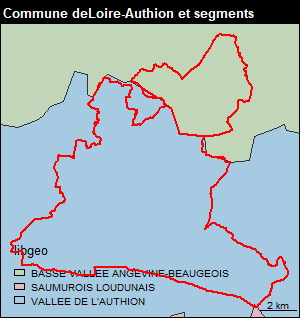 Commune deLoire-Authion et segments
libgeo
BASSE VALLEE ANGEVINE-BEAUGEOIS
SAUMUROIS LOUDUNAIS
VALLEE DE L'AUTHION
2 km